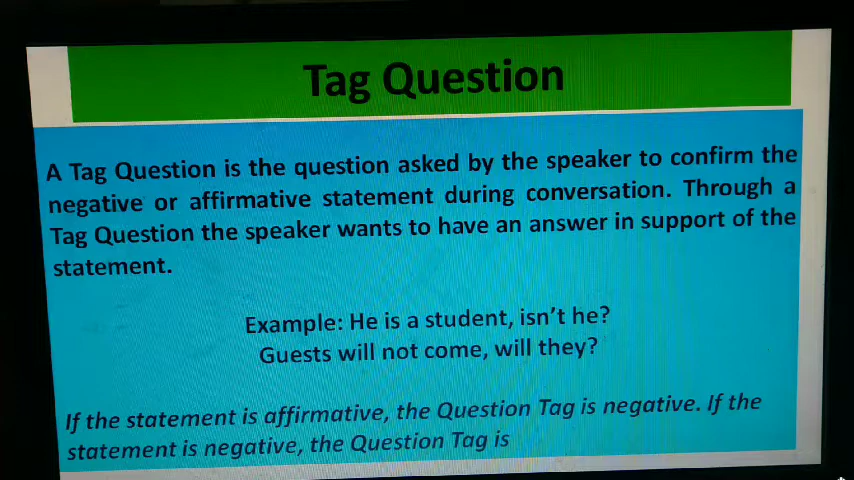 Tag Question
A Tag Question is the question asked by the speaker to confirm the
negative or affirmative statement during conversation. Through a
Tag Question the speaker wants to have an answer in support of the
statement.
Example: He is a student, isn't he?
Guests will not come, will they?
If the statement is affirmative, the Question Tag is negative. If the
statement is negative, the Question Tag is